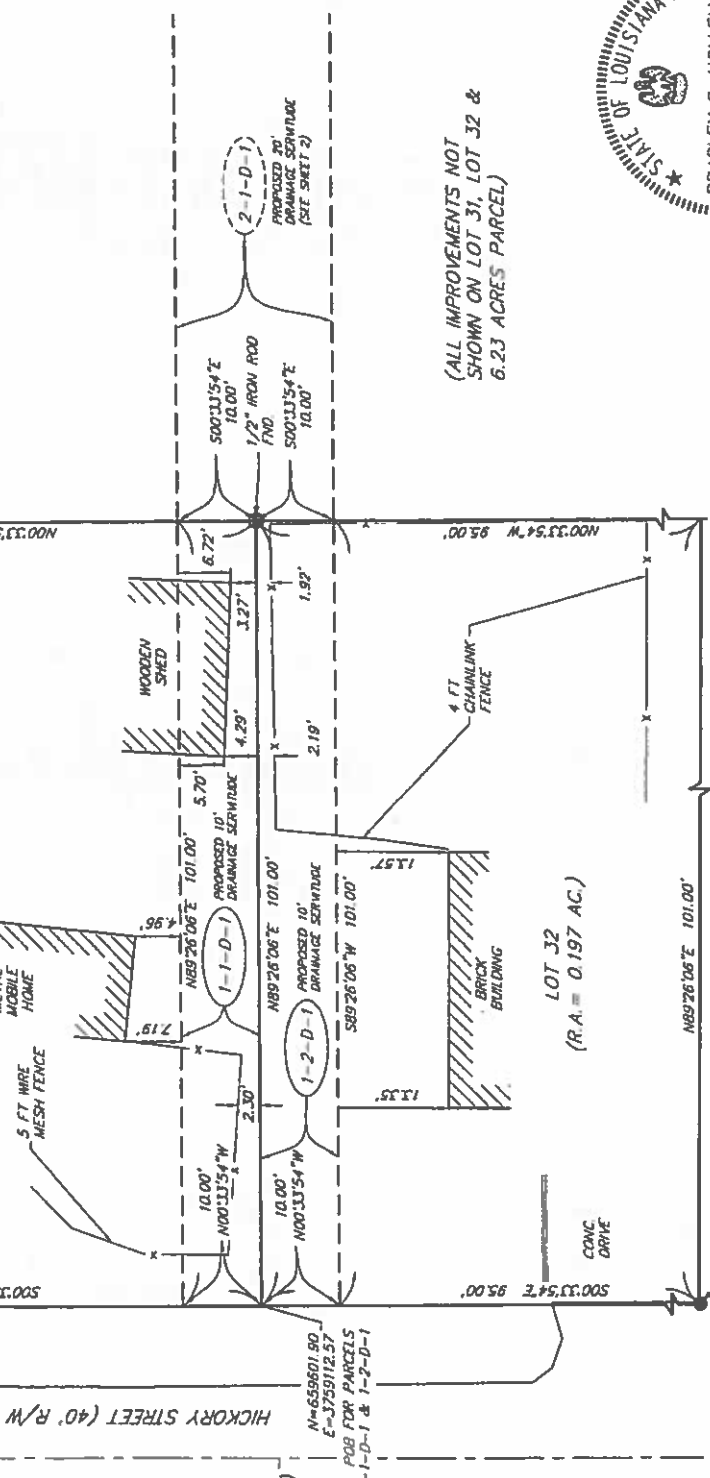 STATE OF LOUISIANA
2-1-D-1
PROPOSED 20'
DRAINAGE SERVITUDE
(SEE SHEET 2)
(ALL IMPROVEMENTS NOT
SHOWN ON LOT 31, LOT 32 &
6.23 ACRES PARCEL)
S00°33'54"E
10.00'
1/2" IRON ROD
FND.
S00°33'54"E
10.00'
6.72'
WOODEN
SHED
3.27'
1.92'
N00°33'54"W 95.00'
4.29'
5.70'
2.19'
4 FT
CHAINLINK
FENCE
MOBILE
HOME
4.96'
7.19'
N89°26'06"E 101.00'
1-1-D-1
PROPOSED 10'
DRAINAGE SERVITUDE
N89°26'06"E 101.00'
1-2-D-1
PROPOSED 10'
DRAINAGE SERVITUDE
S89°26'06"W 101.00'
13.57'
13.35'
BRICK
BUILDING
LOT 32
(R.A.= 0.197 AC.)
N89°26'06"E 101.00'
5 FT WIRE
MESH FENCE
2.30'
10.00'
N00°33'54"W
10.00'
N00°33'54"W
CONC.
DRIVE
S00°33'54"E 95.00'
N=659601.90
E=3759112.57
POB FOR PARCELS
-1-D-1 & 1-2-D-1
HICKORY STREET (40' R/W